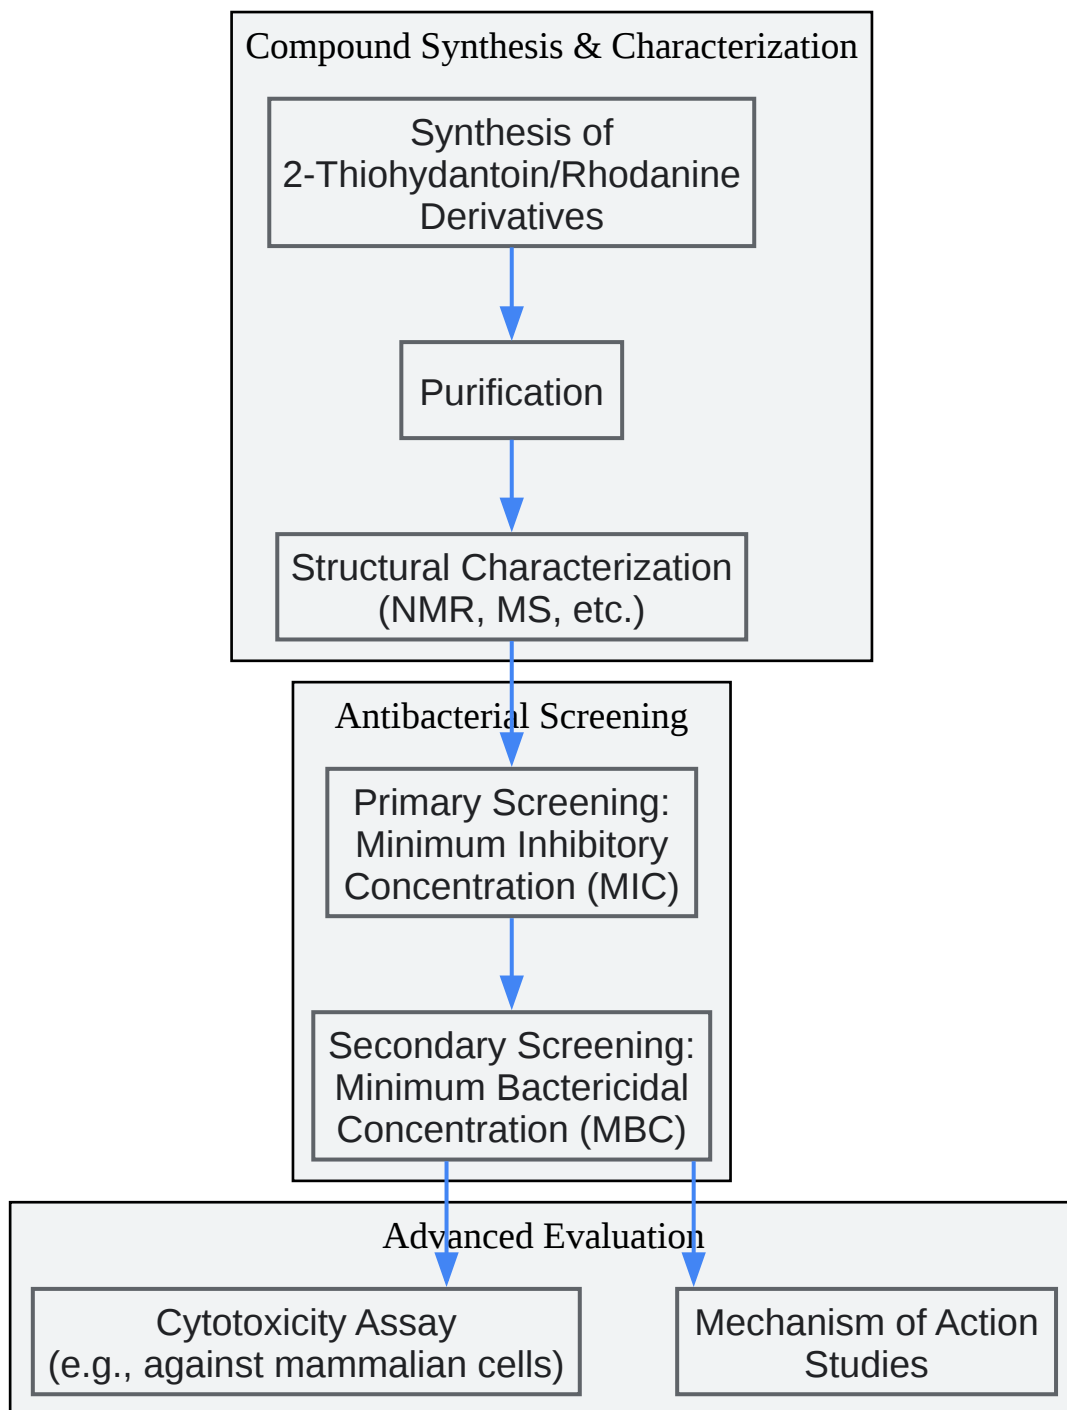 Compound Synthesis & Characterization
Synthesis of
2-Thiohydantoin/Rhodanine
Derivatives
Purification
Structural Characterization
(NMR, MS, etc.)
Antibacterial Screening
Primary Screening:
Minimum Inhibitory
Concentration (MIC)
Secondary Screening:
Minimum Bactericidal
Concentration (MBC)
Advanced Evaluation
Cytotoxicity Assay
(e.g., against mammalian cells)
Mechanism of Action
Studies